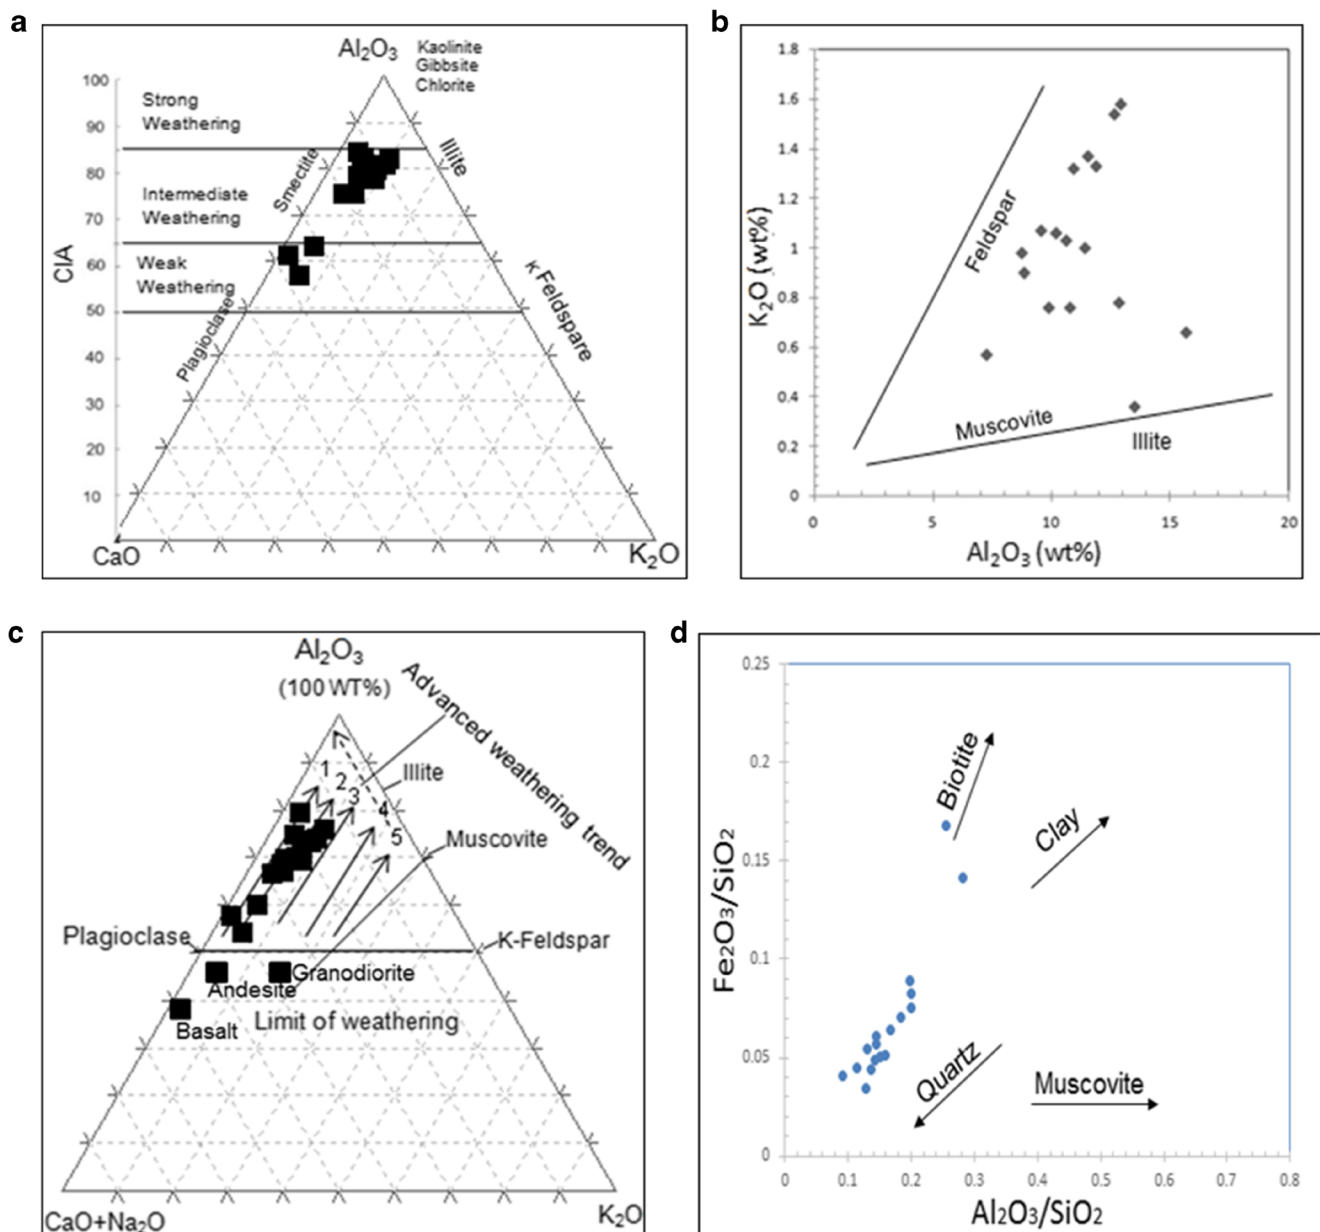 a
Al₂O₃
Kaolinite
Gibbsite
Chlorite
100
90
80
70
60
50
40
30
20
10
CIA
Strong
Weathering
Intermediate
Weathering
Weak
Weathering
Smectite
Illite
Plagioclase
K Feldspare
CaO
K₂O
b
1.8
1.6
1.4
1.2
1
0.8
0.6
0.4
0.2
0
K₂O (wt%)
Feldspar
Muscovite
Illite
0 5 10 15 20
Al₂O₃ (wt%)
c
Al₂O₃
(100 WT%)
Advanced weathering trend
1
2
3
4
5
Illite
Muscovite
Plagioclase
K-Feldspar
Granodiorite
Andesite
Basalt
Limit of weathering
CaO+Na₂O
K₂O
d
0.25
0.2
0.15
0.1
0.05
0
Fe₂O₃/SiO₂
Biotite
Clay
Quartz
Muscovite
0 0.1 0.2 0.3 0.4 0.5 0.6 0.7 0.8
Al₂O₃/SiO₂